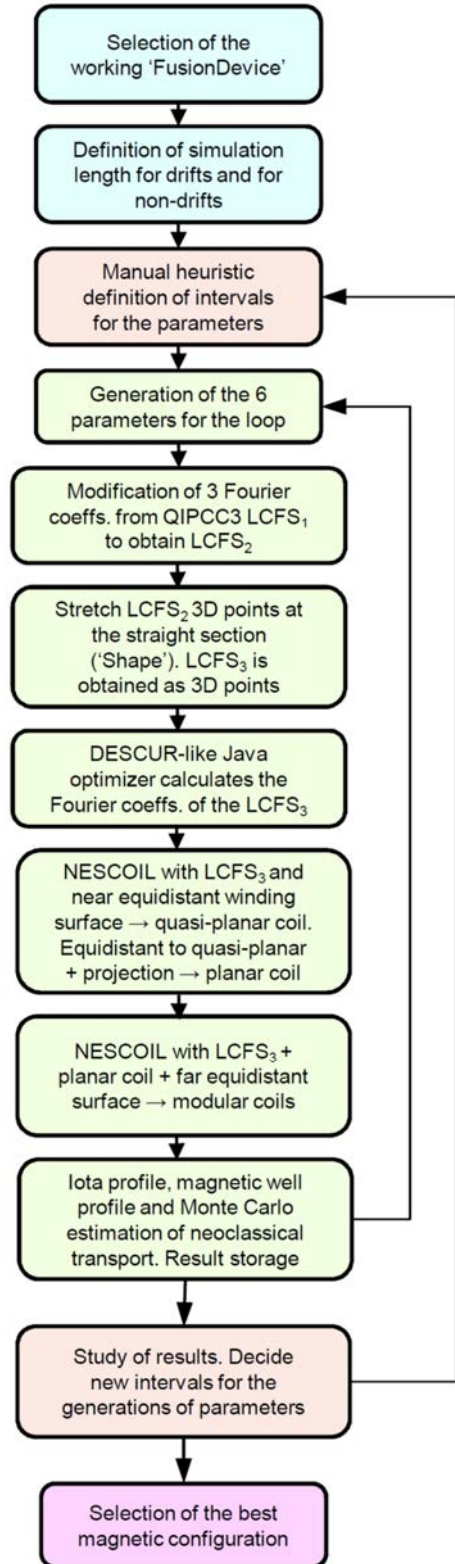 Selection of the
working ‘FusionDevice’
Definition of simulation
length for drifts and for
non-drifts
Manual heuristic
definition of intervals
for the parameters
Generation of the 6
parameters for the loop
Modification of 3 Fourier
coeffs. from QIPCC3 LCFS₁
to obtain LCFS₂
Stretch LCFS₂ 3D points at
the straight section
(‘Shape’). LCFS₃ is
obtained as 3D points
DESCUR-like Java
optimizer calculates the
Fourier coeffs. of the LCFS₃
NESCOIL with LCFS₃ and
near equidistant winding
surface → quasi-planar coil.
Equidistant to quasi-planar
+ projection → planar coil
NESCOIL with LCFS₃ +
planar coil + far equidistant
surface → modular coils
Iota profile, magnetic well
profile and Monte Carlo
estimation of neoclassical
transport. Result storage
Study of results. Decide
new intervals for the
generations of parameters
Selection of the best
magnetic configuration